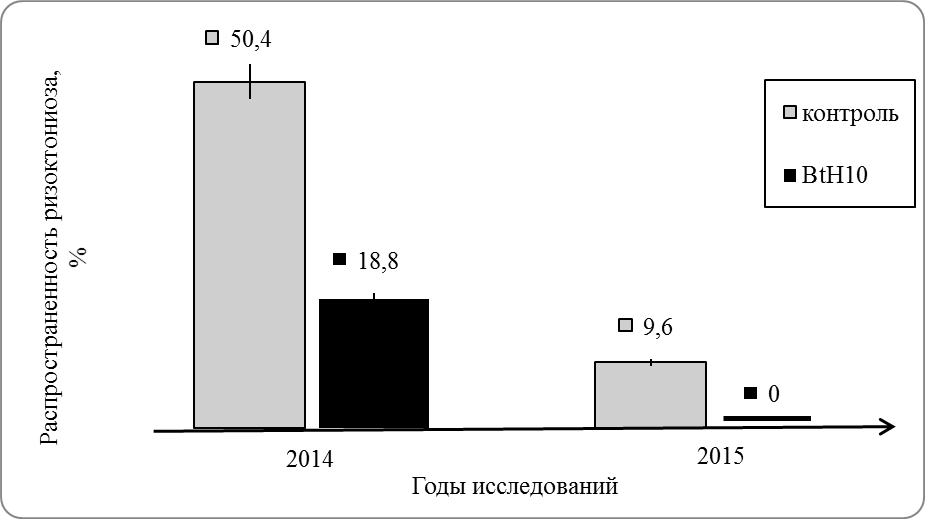 50,4
контроль
BtH10
18,8
9,6
0
Распространенность ризоктониоза,
%
2014
2015
Годы исследований